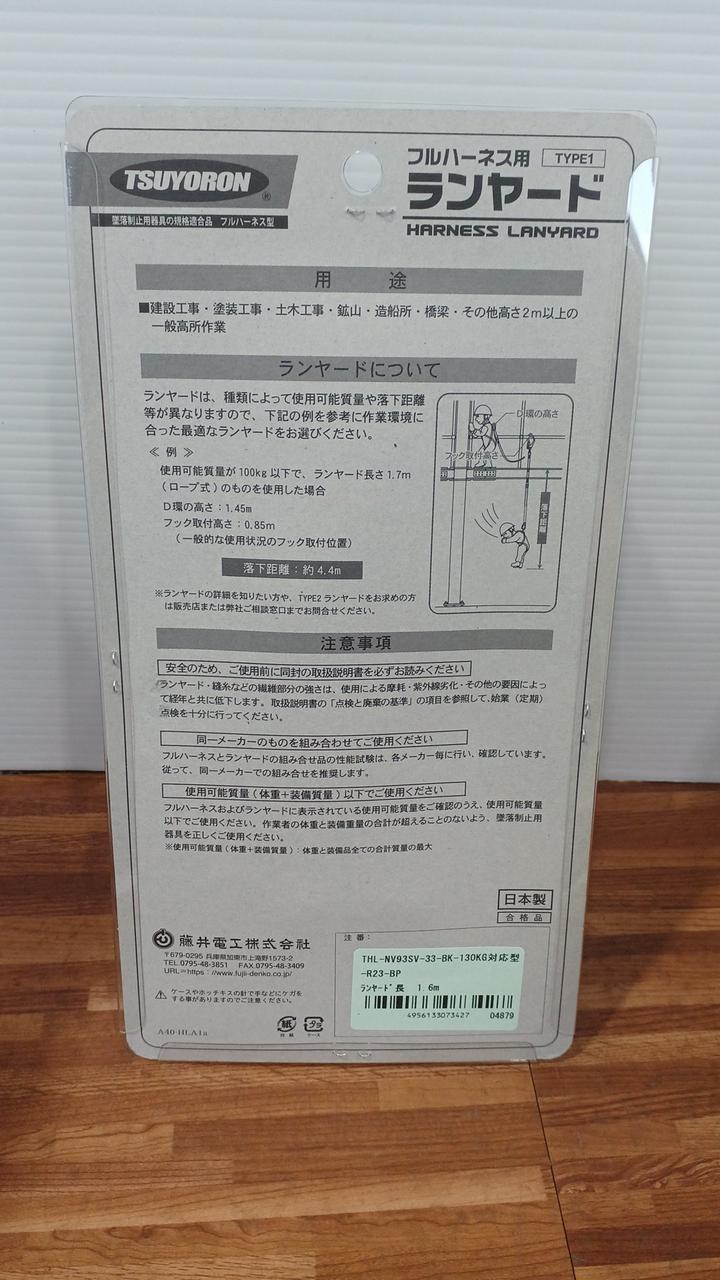 TSUYORON ®
墜落制止用器具の規格適合品 フルハーネス型
フルハーネス用 TYPE1
ランヤード
HARNESS LANYARD
用 途
■建設工事・塗装工事・土木工事・鉱山・造船所・橋梁・その他高さ2m以上の
一般高所作業
ランヤードについて
ランヤードは、種類によって使用可能質量や落下距離
等が異なりますので、下記の例を参考に作業環境に
合った最適なランヤードをお選びください。
≪ 例 ≫
使用可能質量が100kg以下で、ランヤード長さ1.7m
(ロープ式)のものを使用した場合
D環の高さ:1.45m
フック取付高さ:0.85m
(一般的な使用状況のフック取付位置)
落下距離:約4.4m
※ランヤードの詳細を知りたい方や、TYPE2ランヤードをお求めの方
は販売店または弊社ご相談窓口までお問合せください。
D環の高さ
フック取付高さ
落下距離
注意事項
安全のため、ご使用前に同封の取扱説明書を必ずお読みください
ランヤード・縫糸などの繊維部分の強さは、使用による摩耗・紫外線劣化・その他の要因によっ
て経年と共に低下します。取扱説明書の「点検と廃棄の基準」の項目を参照して、始業(定期)
点検を十分に行ってください。
同一メーカーのものを組み合わせてご使用ください
フルハーネスとランヤードの組み合せ品の性能試験は、各メーカー毎に行い、確認しています。
従って、同一メーカーでの組み合せを推奨します。
使用可能質量(体重+装備質量)以下でご使用ください
フルハーネスおよびランヤードに表示されている使用可能質量をご確認のうえ、使用可能質量
以下でご使用ください。作業者の体重と装備重量の合計が超えることのないよう、墜落制止用
器具を正しくご使用ください。
※使用可能質量(体重+装備質量):体重と装備品全ての合計質量の最大
日本製
合格品
藤井電工株式会社
〒679-0295 兵庫県加東市上滝野1573-2
TEL 0795-48-3851 FAX 0795-48-3409
URL=https://www.fujii-denko.co.jp/
⚠ケースやホッチキスの針で手などにケガを
する事がありますのでご注意ください。
A40-HLA1a
紙
台紙
プラ
ケース
注番:
THL-NV93SV-33-BK-130KG対応型
-R23-BP
ランヤード長 1.6m
4956133073427 04879